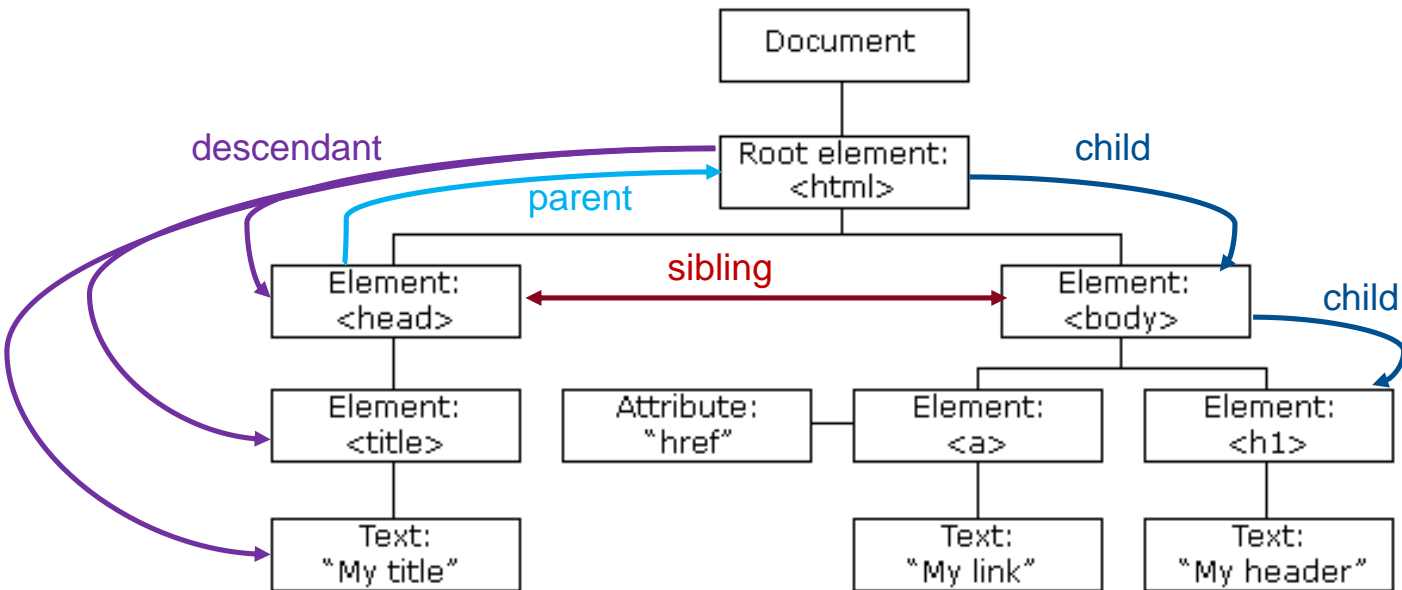 Document
descendant
Root element:
<html>
child
parent
Element:
<head>
sibling
Element:
<body>
child
Element:
<title>
Attribute:
“href”
Element:
<a>
Element:
<h1>
Text:
“My title”
Text:
“My link”
Text:
“My header”